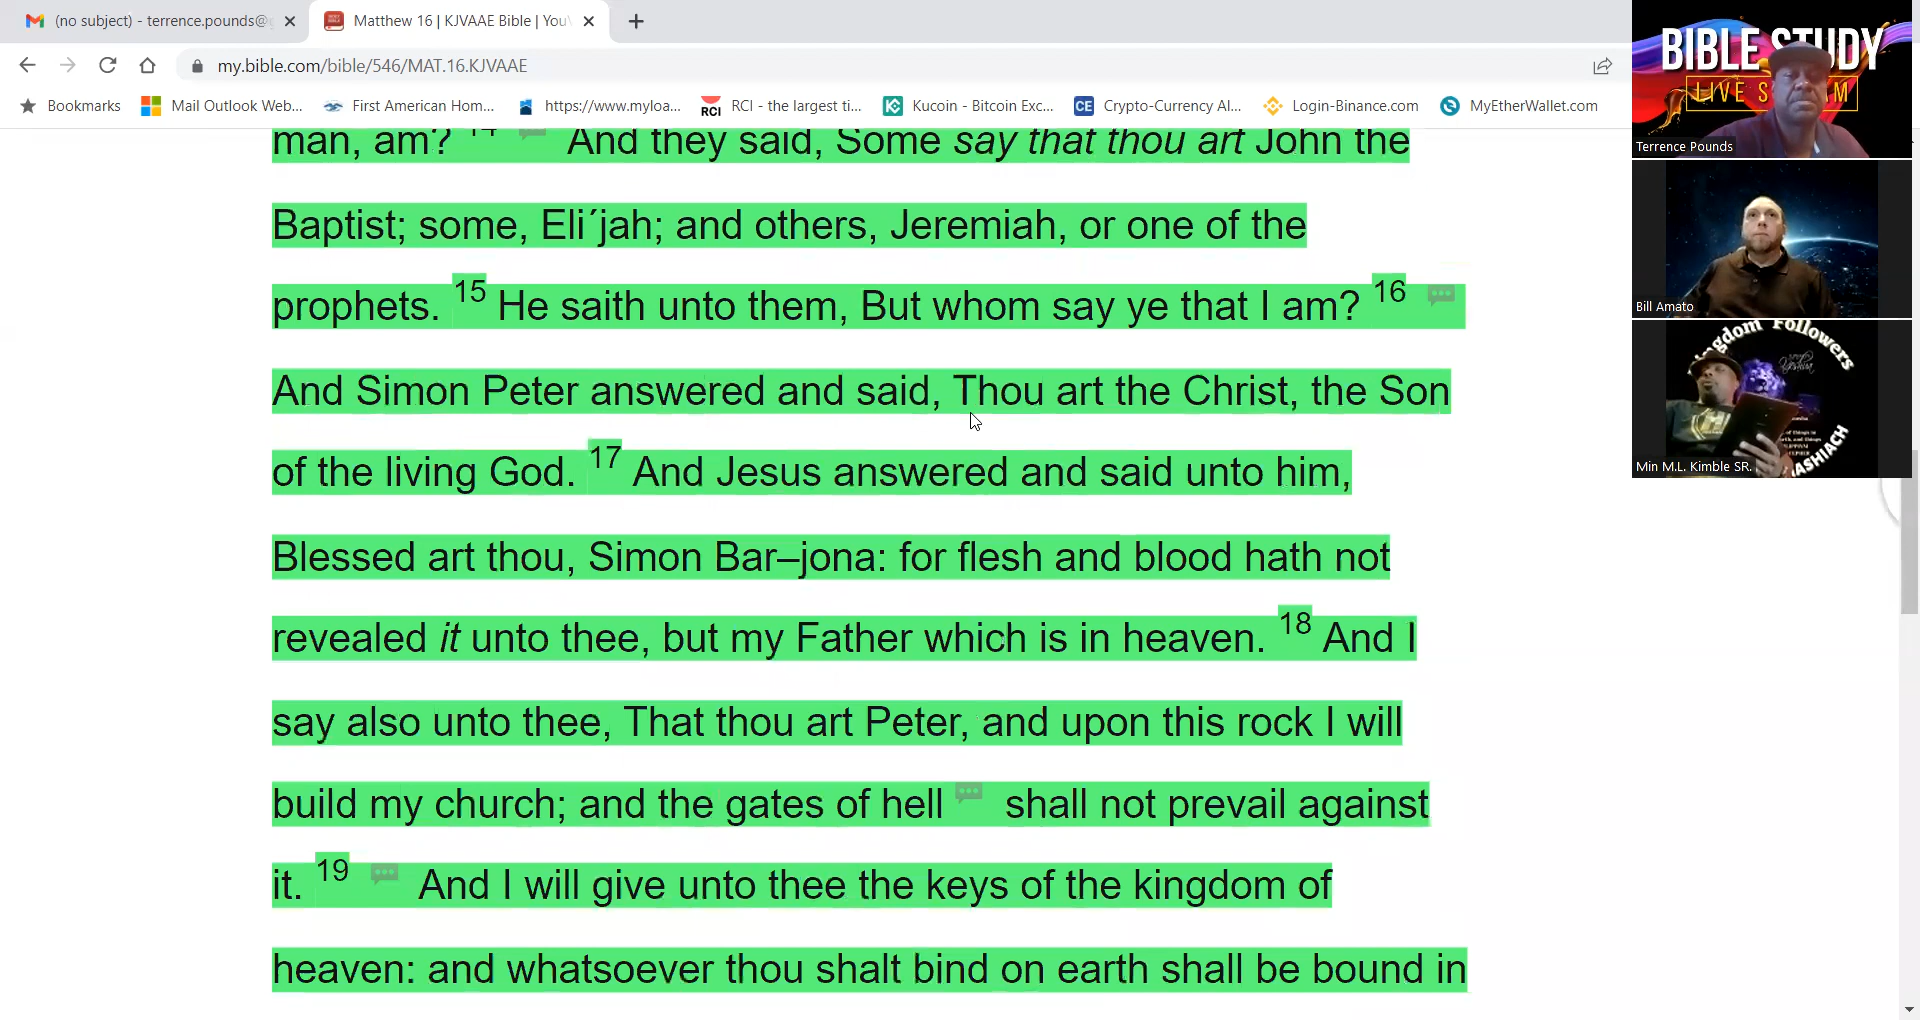 (no subject) - terrence.pounds@
Matthew 16 | KJVAAE Bible | You
my.bible.com/bible/546/MAT.16.KJVAAE
Bookmarks
Mail Outlook Web...
First American Hom...
https://www.myloa...
RCI
RCI - the largest ti...
Kucoin - Bitcoin Exc...
CE
Crypto-Currency Al...
Login-Binance.com
MyEtherWallet.com
man, am? 14 And they said, Some say that thou art John the
Baptist; some, Eli´jah; and others, Jeremiah, or one of the
prophets. 15 He saith unto them, But whom say ye that I am? 16
And Simon Peter answered and said, Thou art the Christ, the Son
of the living God. 17 And Jesus answered and said unto him,
Blessed art thou, Simon Bar–jona: for flesh and blood hath not
revealed it unto thee, but my Father which is in heaven. 18 And I
say also unto thee, That thou art Peter, and upon this rock I will
build my church; and the gates of hell shall not prevail against
it. 19 And I will give unto thee the keys of the kingdom of
heaven: and whatsoever thou shalt bind on earth shall be bound in
BIBLE STUDY
LIVE
Terrence Pounds
Bill Amato
Followers
Min M.L. Kimble SR.